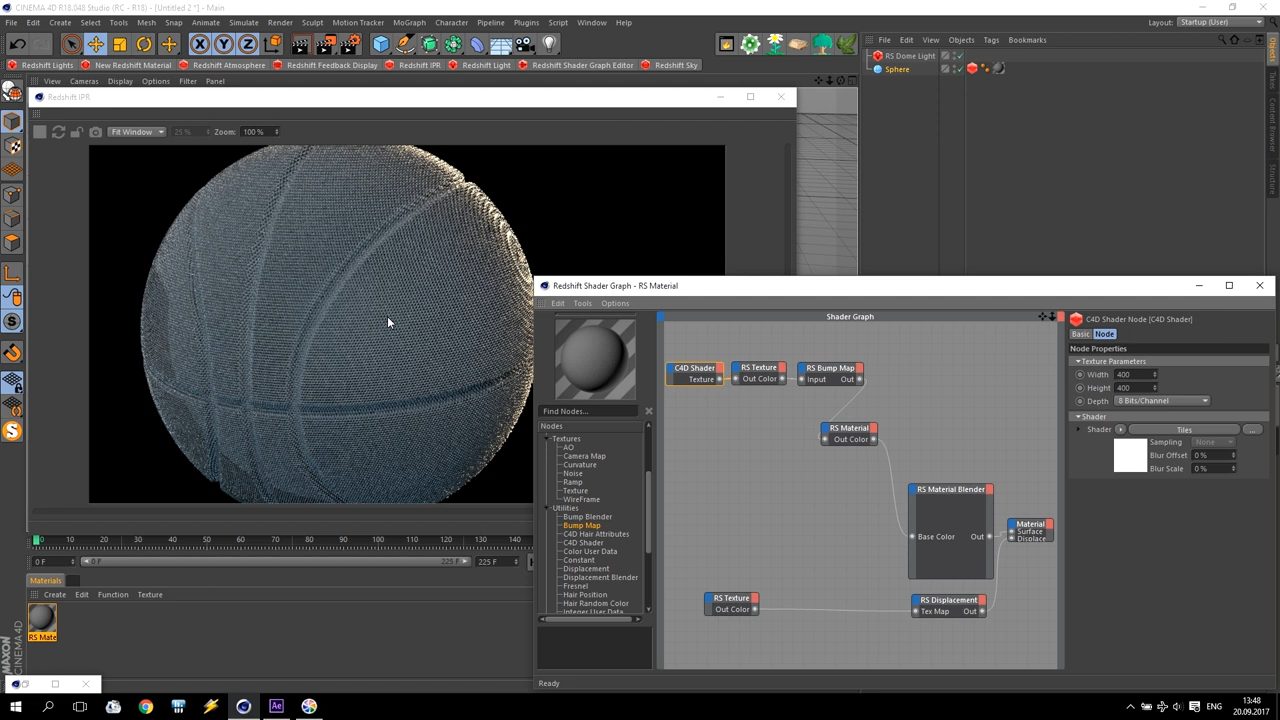 CINEMA 4D R18.048 Studio (RC - R18) - [Untitled 2 *] - Main
File Edit Create Select Tools Mesh Snap Animate Simulate Render Sculpt Motion Tracker MoGraph Character Pipeline Plugins Script Window Help
Layout: Startup (User)
File Edit View Objects Tags Bookmarks
Redshift Lights New Redshift Material Redshift Atmosphere Redshift Feedback Display Redshift IPR Redshift Light Redshift Shader Graph Editor Redshift Sky
RS Dome Light
Sphere
Objects
Takes
Content Browser
Structure
View Cameras Display Options Filter Panel
Redshift IPR
Fit Window 25 % Zoom: 100 %
Redshift Shader Graph - RS Material
Edit Tools Options
Shader Graph
C4D Shader
Texture
RS Texture
Out Color
RS Bump Map
Input Out
RS Material
Out Color
RS Material Blender
Base Color Out
Material
Surface
Displace
RS Texture
Out Color
RS Displacement
Tex Map Out
Find Nodes...
Nodes
Textures
AO
Camera Map
Curvature
Noise
Ramp
Texture
WireFrame
Utilities
Bump Blender
Bump Map
C4D Hair Attributes
C4D Shader
Color User Data
Constant
Displacement
Displacement Blender
Fresnel
Hair Position
Hair Random Color
Integer User Data
Ready
C4D Shader Node [C4D Shader]
Basic Node
Node Properties
Texture Parameters
Width 400
Height 400
Depth 8 Bits/Channel
Shader
Shader Tiles ...
Sampling None
Blur Offset 0 %
Blur Scale 0 %
0 10 20 30 40 50 60 70 80 90 100 110 120 130 140
0 F 0 F 225 F 225 F
Materials
Create Edit Function Texture
RS Mate
MAXON
CINEMA 4D
ENG
13:48
20.09.2017